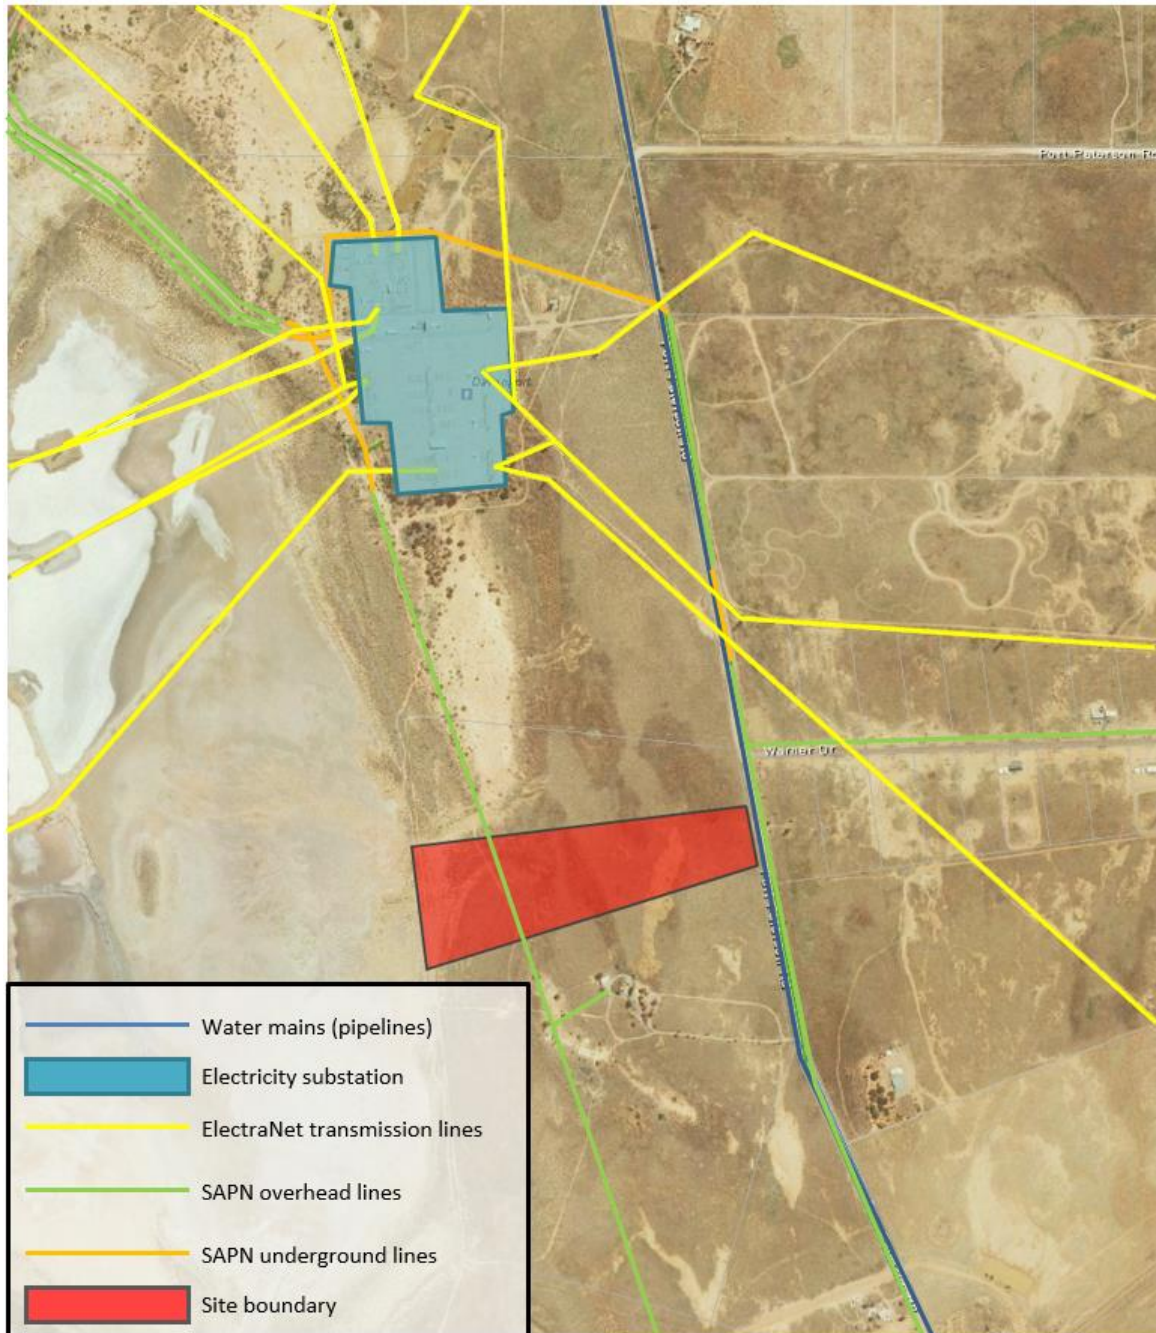 Port Paterson Ro
Warner Dr
Water mains (pipelines)
Electricity substation
ElectraNet transmission lines
SAPN overhead lines
SAPN underground lines
Site boundary